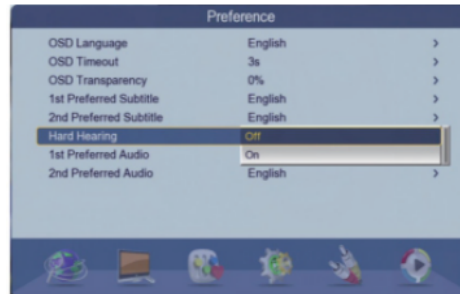 Preference
OSD Language English >
OSD Timeout 3s >
OSD Transparency 0% >
1st Preferred Subtitle English >
2nd Preferred Subtitle English >
Hard Hearing Off
1st Preferred Audio On
2nd Preferred Audio English >